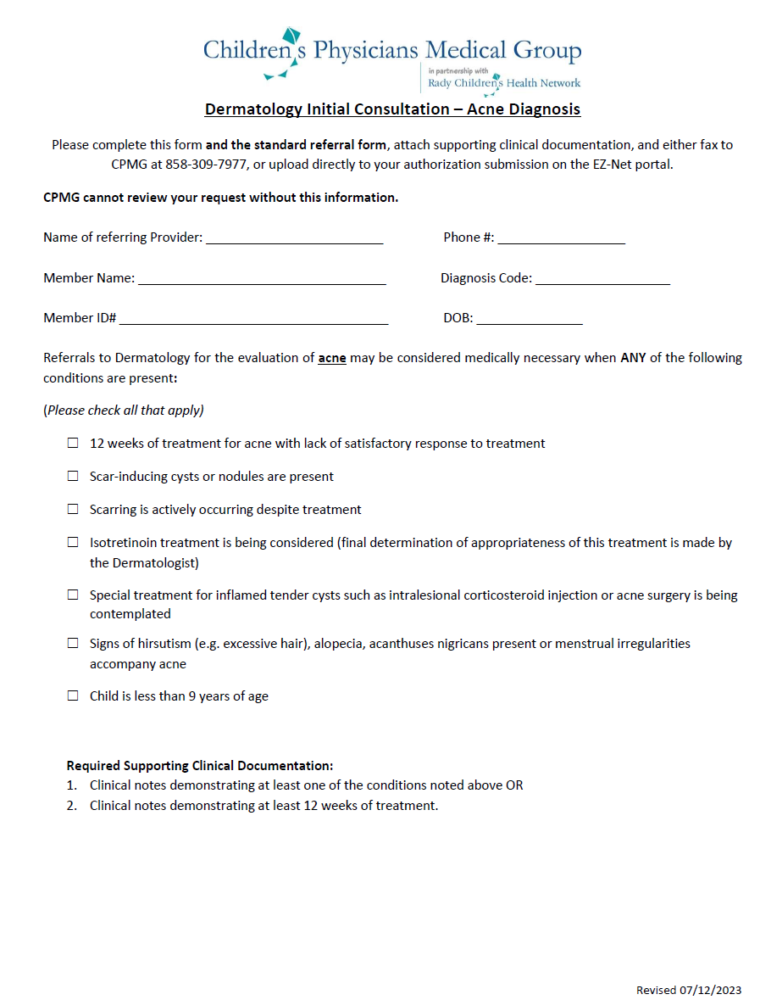 Children's Physicians Medical Group
in partnership with
Rady Children's Health Network
Dermatology Initial Consultation – Acne Diagnosis
Please complete this form and the standard referral form, attach supporting clinical documentation, and either fax to
CPMG at 858-309-7977, or upload directly to your authorization submission on the EZ-Net portal.
CPMG cannot review your request without this information.
Name of referring Provider: _________________________ Phone #: __________________
Member Name: ___________________________________ Diagnosis Code: ___________________
Member ID# ______________________________________ DOB: _______________
Referrals to Dermatology for the evaluation of acne may be considered medically necessary when ANY of the following
conditions are present:
(Please check all that apply)
☐ 12 weeks of treatment for acne with lack of satisfactory response to treatment
☐ Scar-inducing cysts or nodules are present
☐ Scarring is actively occurring despite treatment
☐ Isotretinoin treatment is being considered (final determination of appropriateness of this treatment is made by
the Dermatologist)
☐ Special treatment for inflamed tender cysts such as intralesional corticosteroid injection or acne surgery is being
contemplated
☐ Signs of hirsutism (e.g. excessive hair), alopecia, acanthuses nigricans present or menstrual irregularities
accompany acne
☐ Child is less than 9 years of age
Required Supporting Clinical Documentation:
1. Clinical notes demonstrating at least one of the conditions noted above OR
2. Clinical notes demonstrating at least 12 weeks of treatment.
Revised 07/12/2023